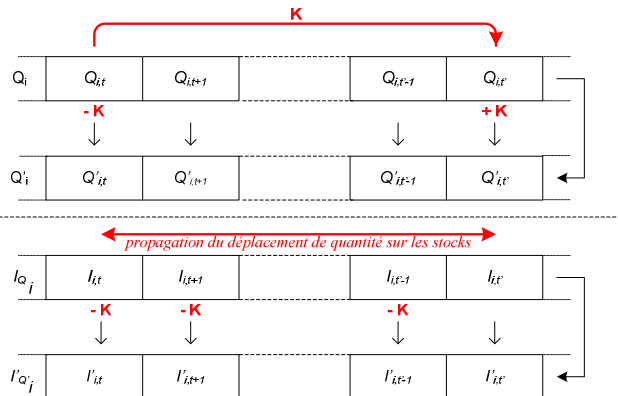 K
Qi Qi,t Qi,t+1 Qi,t'-1 Qi,t'
- K + K
Q'i Q'i,t Q'i,t+1 Q'i,t'-1 Q'i,t'
propagation du déplacement de quantité sur les stocks
IQ i Ii,t Ii,t+1 Ii,t'-1 Ii,t'
- K - K - K
I'Q' i I'i,t I'i,t+1 I'i,t'-1 I'i,t'